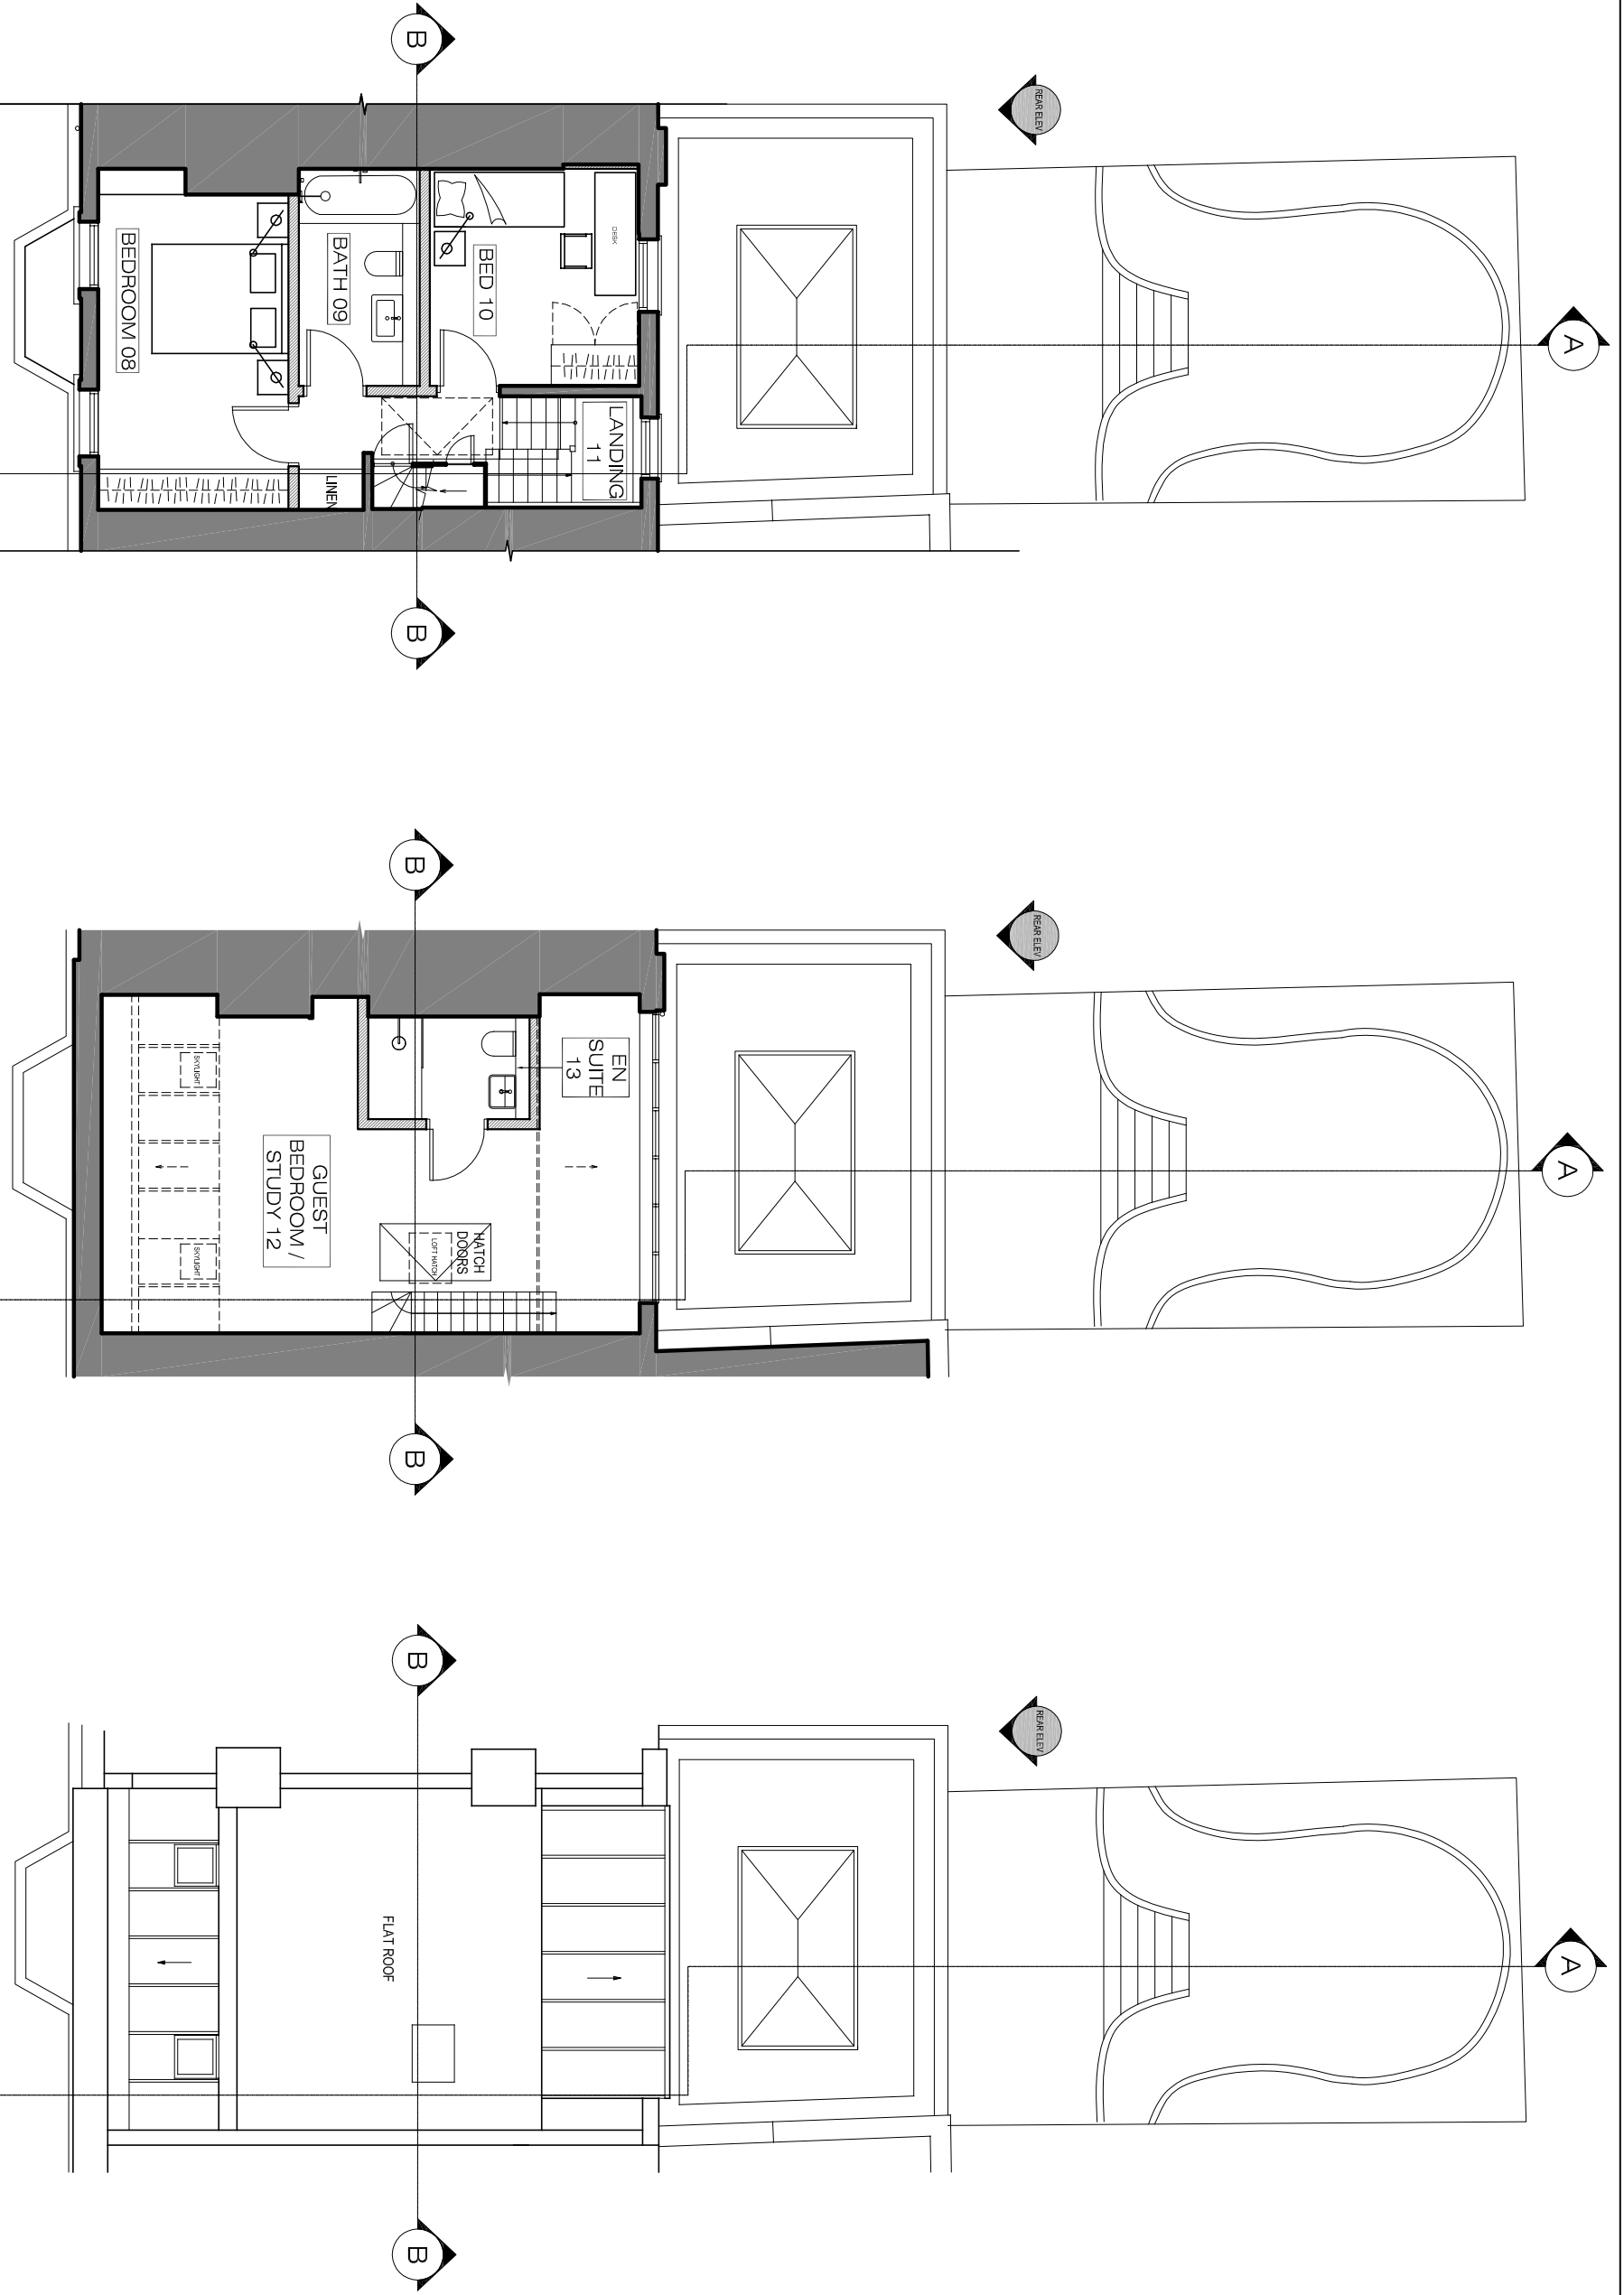 B
REAR ELEV
A
BEDROOM 08
BATH 09
BED 10
DESK
LANDING
11
LINEN
B
B
REAR ELEV
A
SKYLIGHT
EN
SUITE
13
GUEST
BEDROOM /
STUDY 12
HATCH
DOORS
LOFT HATCH
SKYLIGHT
B
B
REAR ELEV
A
FLAT ROOF
B